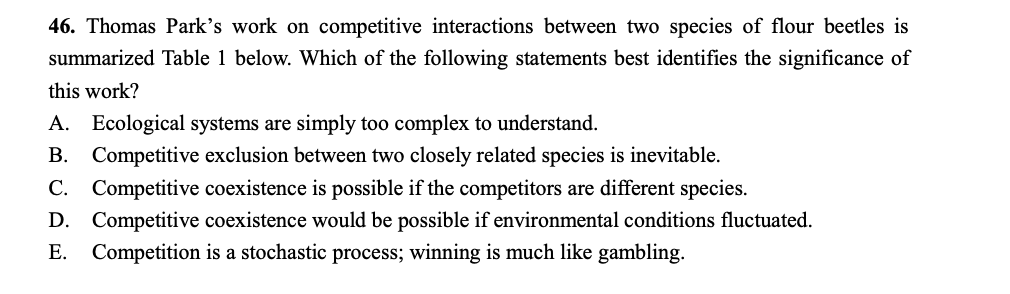 46. Thomas Park’s work on competitive interactions between two species of flour beetles is
summarized Table 1 below. Which of the following statements best identifies the significance of
this work?
A. Ecological systems are simply too complex to understand.
B. Competitive exclusion between two closely related species is inevitable.
C. Competitive coexistence is possible if the competitors are different species.
D. Competitive coexistence would be possible if environmental conditions fluctuated.
E. Competition is a stochastic process; winning is much like gambling.